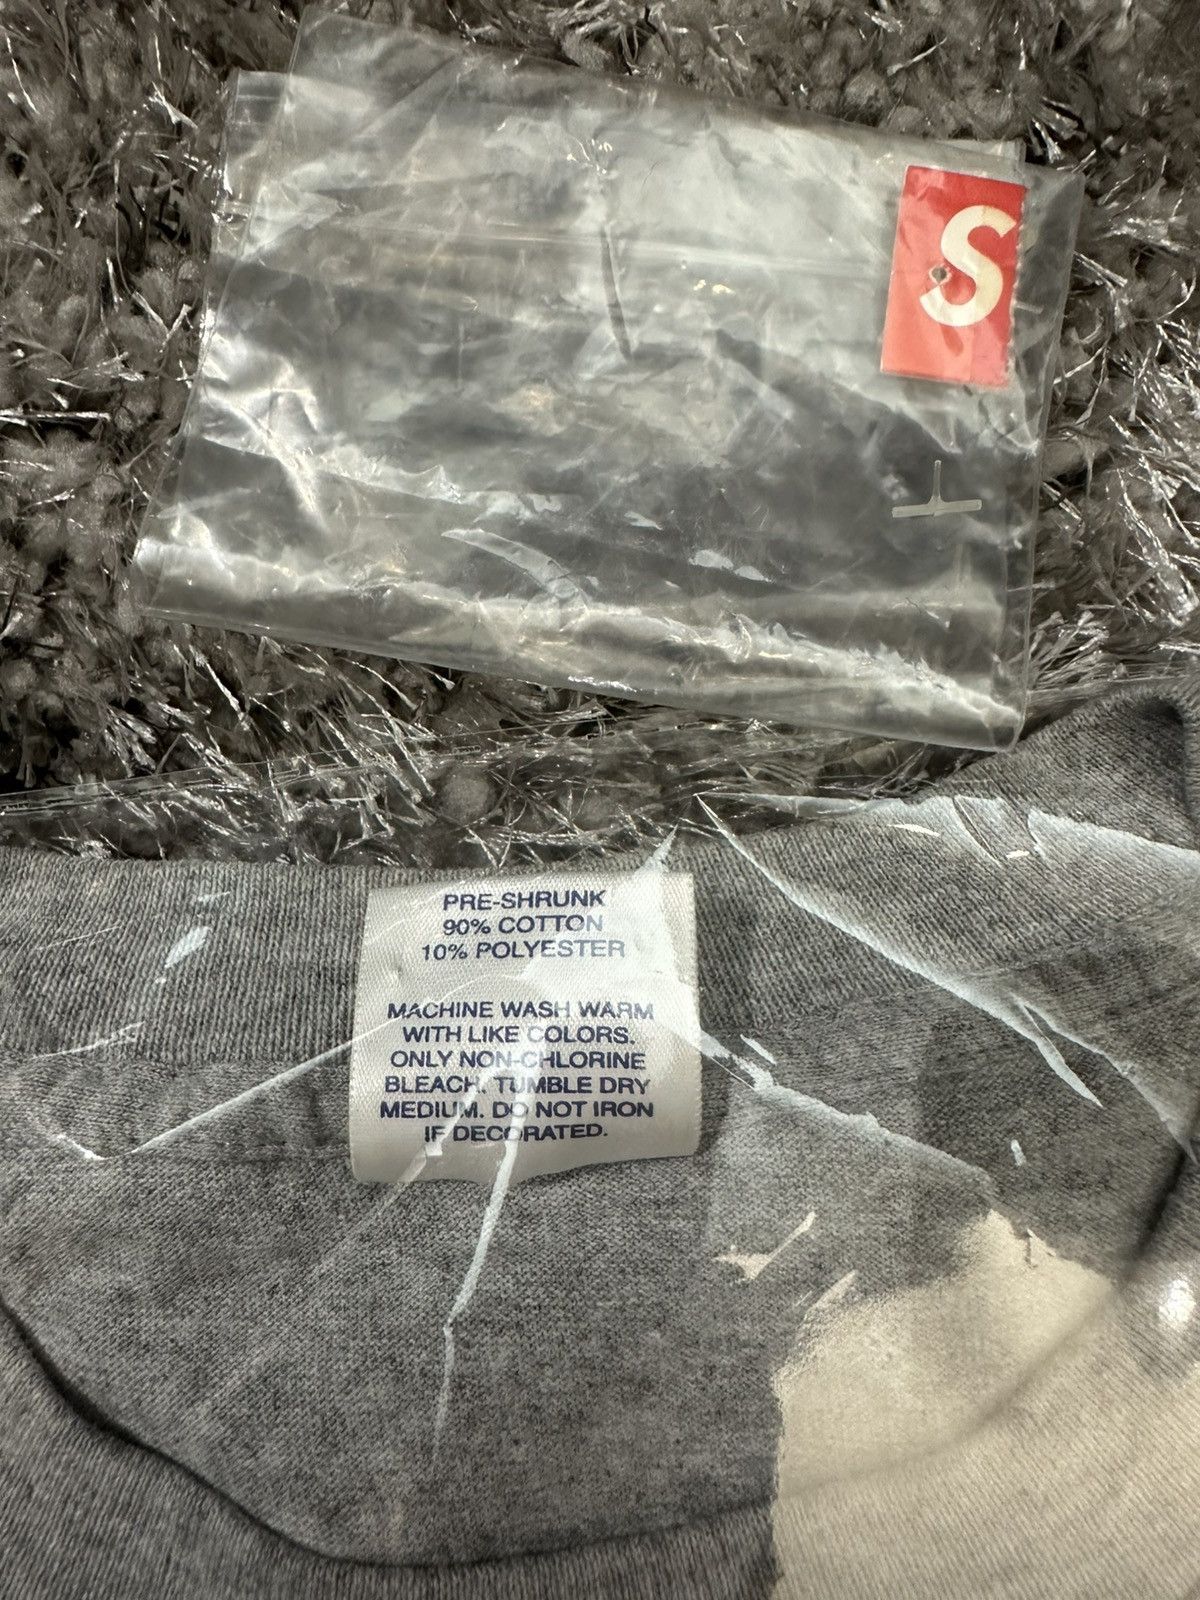 S
PRE-SHRUNK
90% COTTON
10% POLYESTER
MACHINE WASH WARM
WITH LIKE COLORS.
ONLY NON-CHLORINE
BLEACH. TUMBLE DRY
MEDIUM. DO NOT IRON
IF DECORATED.